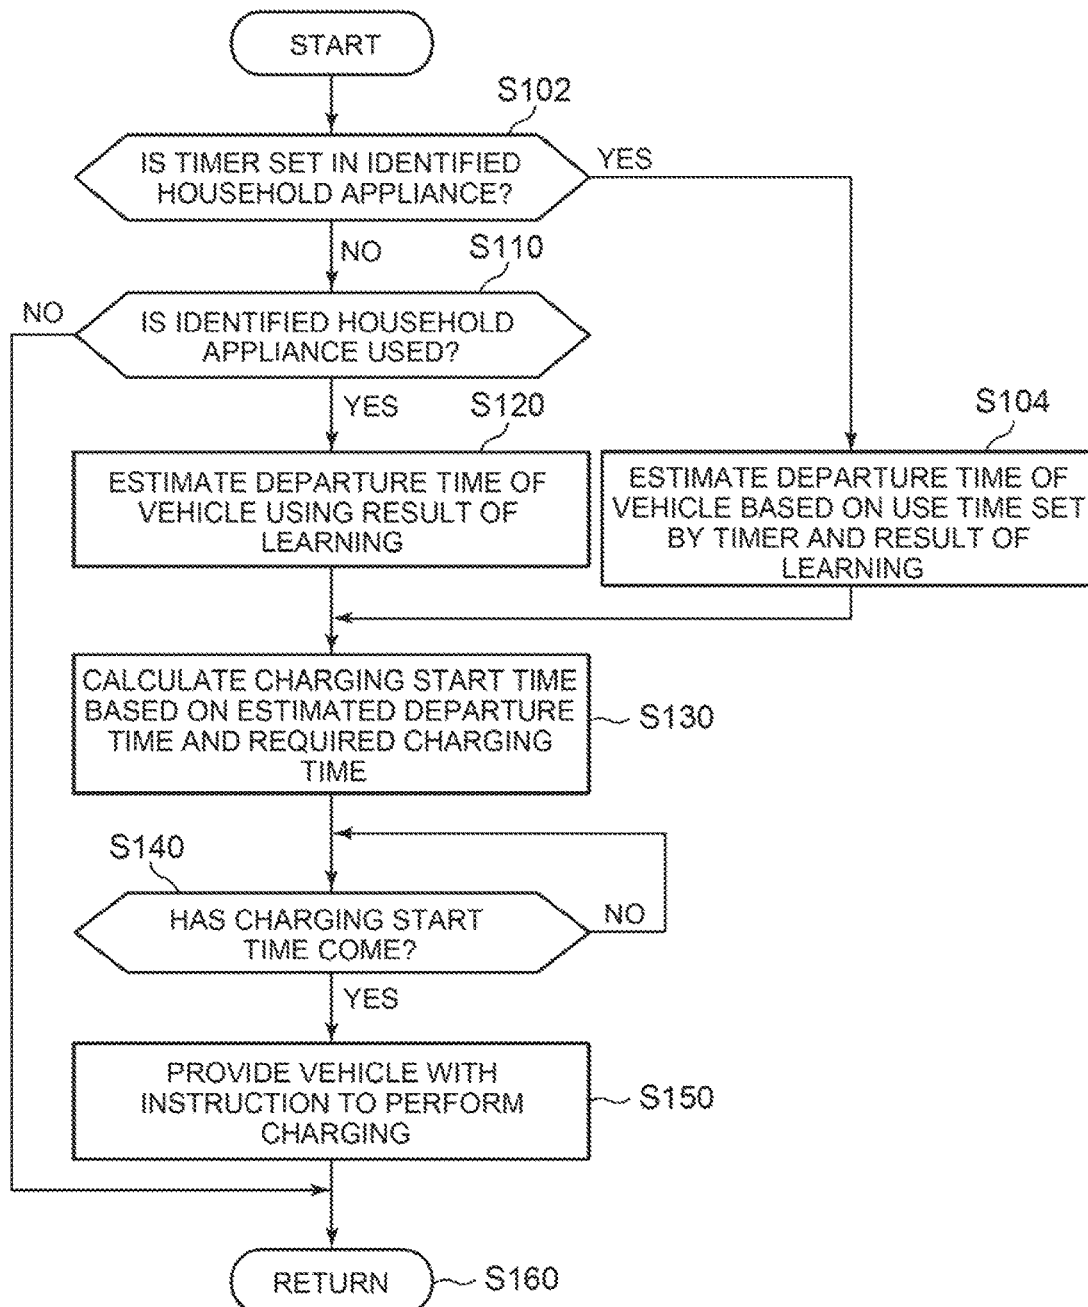 START
S102
IS TIMER SET IN IDENTIFIED
HOUSEHOLD APPLIANCE?
YES
NO
S110
NO
IS IDENTIFIED HOUSEHOLD
APPLIANCE USED?
YES
S120
S104
ESTIMATE DEPARTURE TIME OF
VEHICLE USING RESULT OF
LEARNING
ESTIMATE DEPARTURE TIME OF
VEHICLE BASED ON USE TIME SET
BY TIMER AND RESULT OF
LEARNING
CALCULATE CHARGING START TIME
BASED ON ESTIMATED DEPARTURE
TIME AND REQUIRED CHARGING
TIME
S130
S140
HAS CHARGING START
TIME COME?
NO
YES
PROVIDE VEHICLE WITH
INSTRUCTION TO PERFORM
CHARGING
S150
RETURN
S160